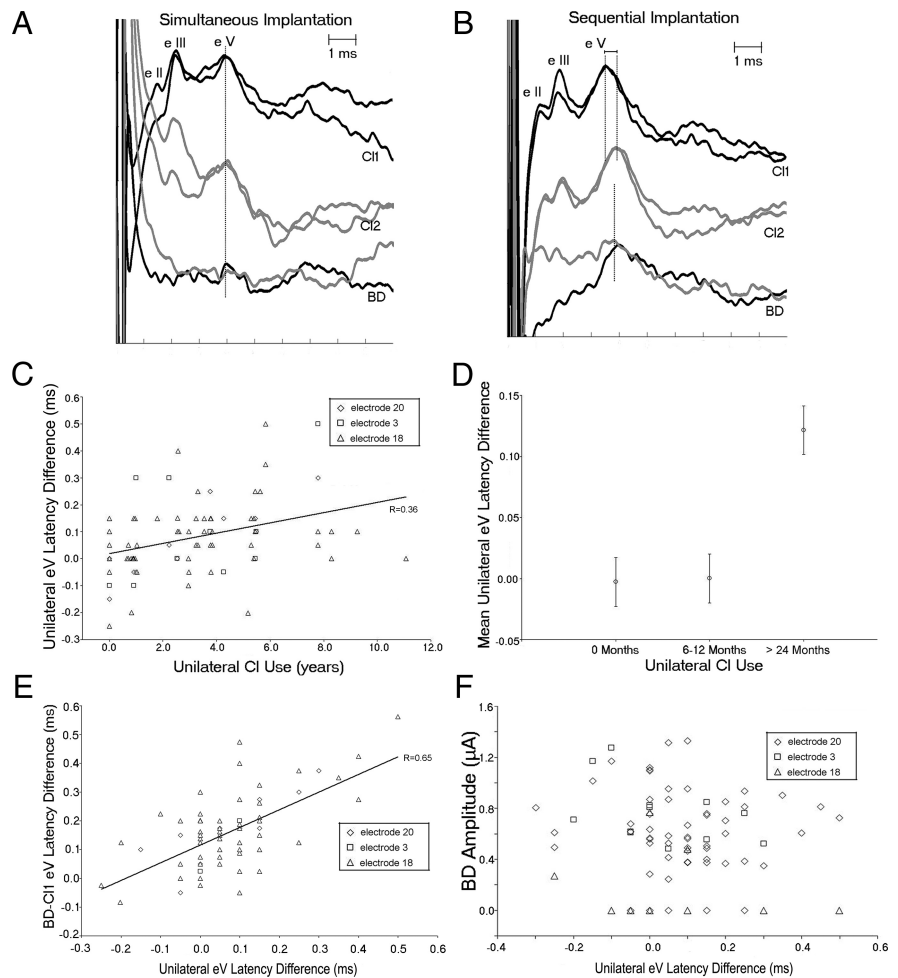 A
Simultaneous Implantation
e II
e III
e V
1 ms
CI1
CI2
BD
B
Sequential Implantation
e II
e III
e V
1 ms
CI1
CI2
BD
C
Unilateral eV Latency Difference (ms)
0.6
0.5
0.4
0.3
0.2
0.1
0.0
-0.1
-0.2
-0.3
electrode 20
electrode 3
electrode 18
R=0.36
0.0 2.0 4.0 6.0 8.0 10.0 12.0
Unilateral CI Use (years)
D
Mean Unilateral eV Latency Difference
0.15
0.10
0.05
0.00
-0.05
0 Months 6-12 Months > 24 Months
Unilateral CI Use
E
BD-CI1 eV Latency Difference (ms)
0.6
0.5
0.4
0.3
0.2
0.1
0.0
-0.1
-0.2
R=0.65
electrode 20
electrode 3
electrode 18
-0.3 -0.2 -0.1 0.0 0.1 0.2 0.3 0.4 0.5 0.6
Unilateral eV Latency Difference (ms)
F
BD Amplitude (µA)
1.6
1.2
0.8
0.4
0.0
electrode 20
electrode 3
electrode 18
-0.4 -0.2 0.0 0.2 0.4 0.6
Unilateral eV Latency Difference (ms)